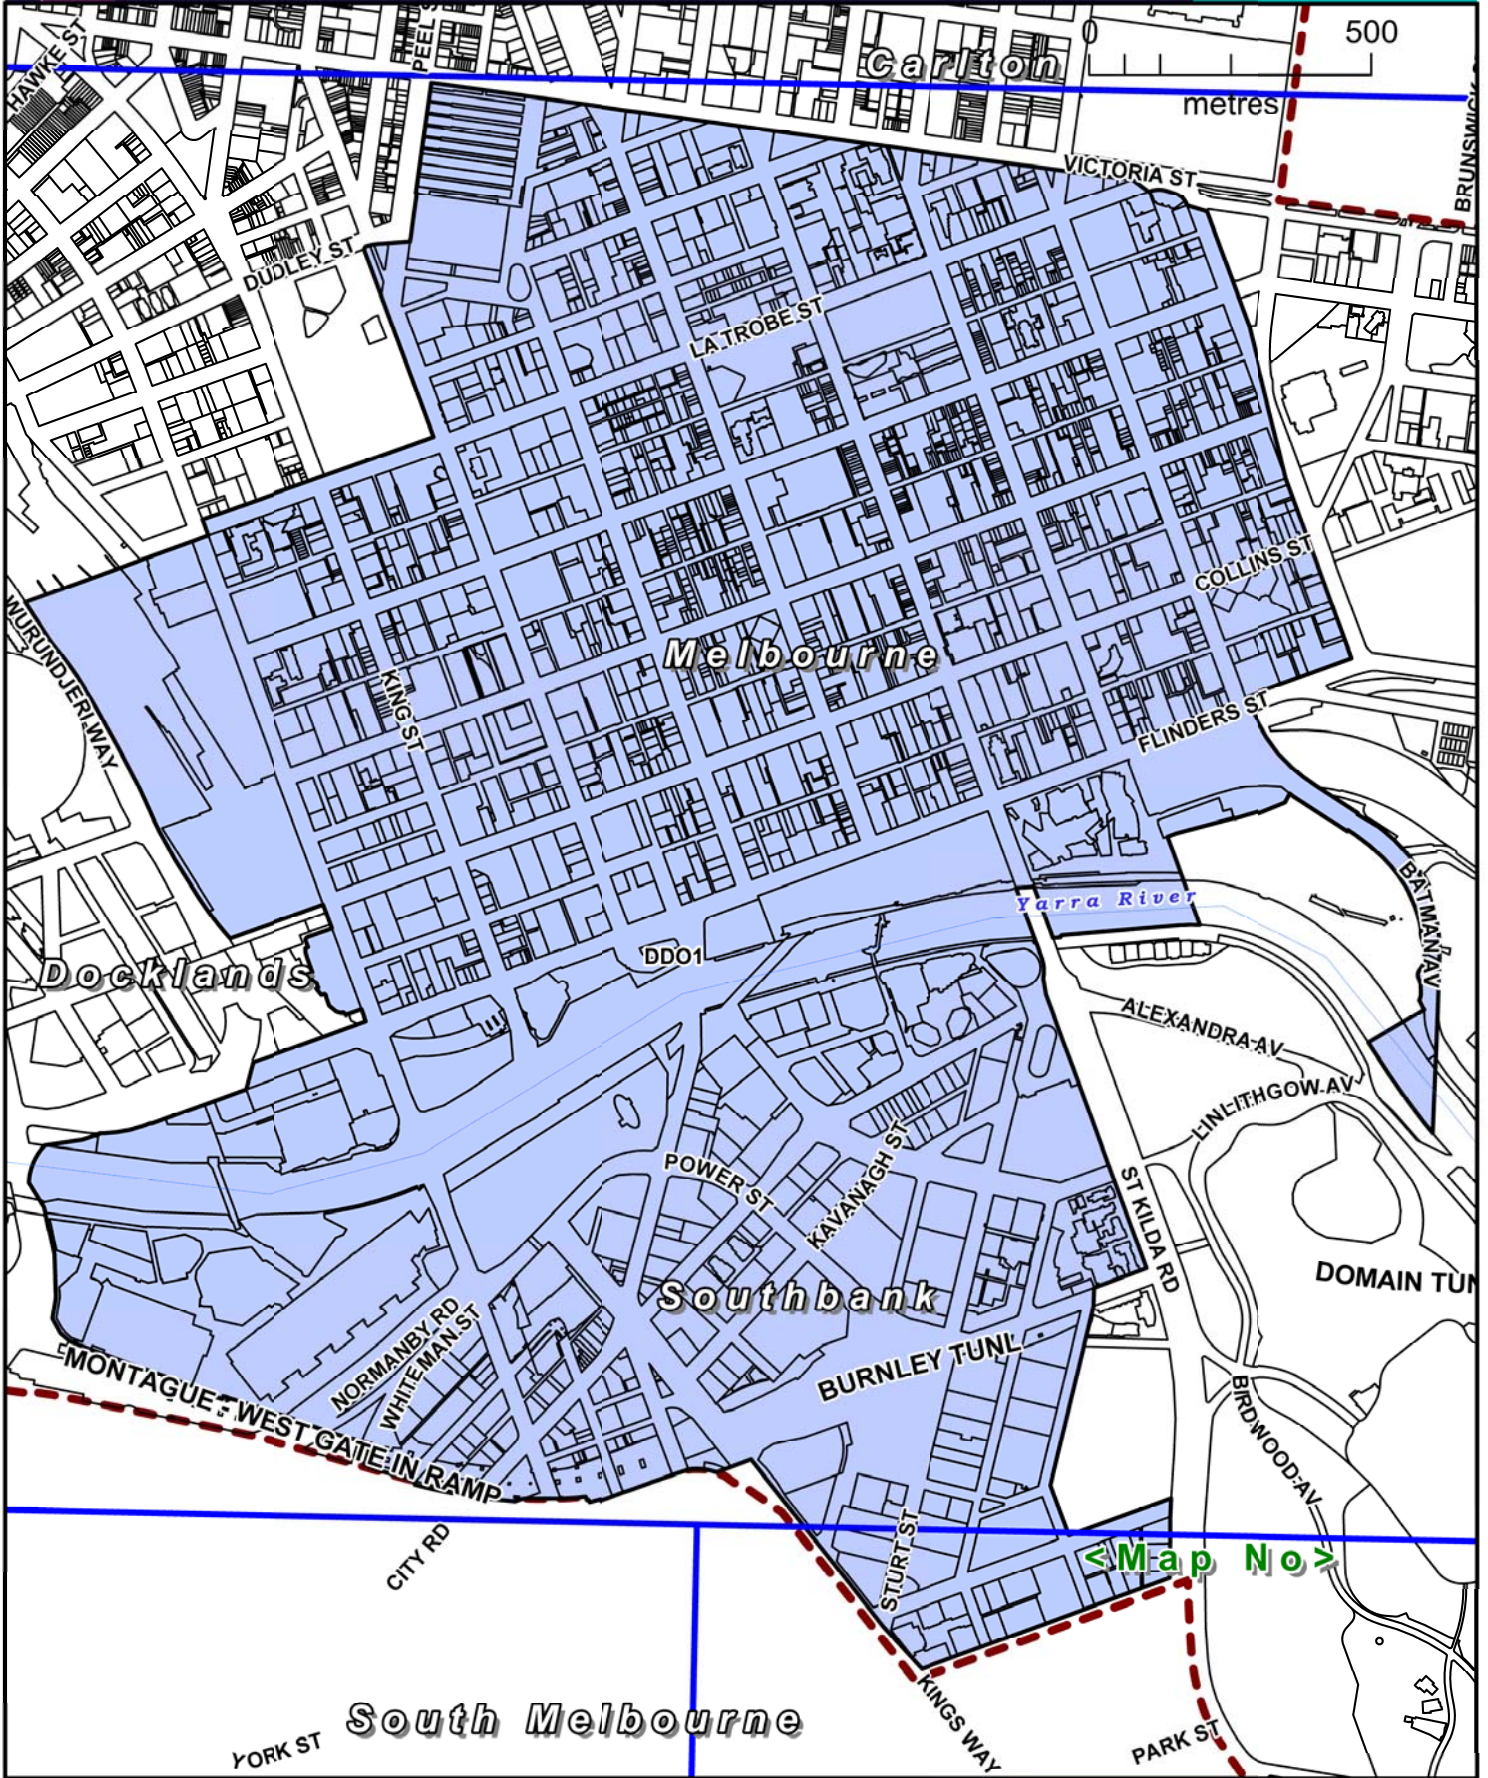 HAWKE ST
PEEL S
Carlton
0
500
metres
BRUNSWICK
VICTORIA ST
DUDLEY ST
LA TROBE ST
COLLINS ST
WURUNDJERI WAY
KING ST
Melbourne
FLINDERS ST
Yarra River
BATMAN AV
DDO1
Docklands
ALEXANDRA AV
LINLITHGOW AV
POWER ST
KAVANAGH ST
ST KILDA RD
DOMAIN TUN
Southbank
NORMANBY RD
WHITEMAN ST
BURNLEY TUNL
MONTAGUE - WEST GATE IN RAMP
BIRDWOOD AV
CITY RD
STURT ST
<Map No>
South Melbourne
KINGS WAY
YORK ST
PARK ST